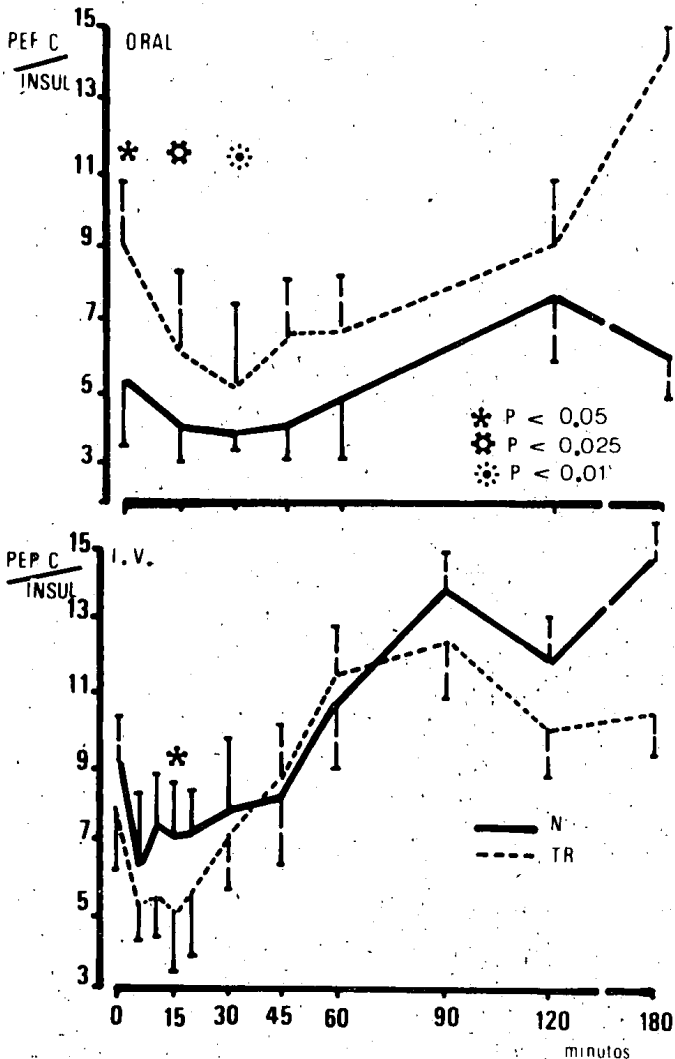 15
PEP C ORAL
INSUL 13
11
9
7
5
3
* P < 0.05
P < 0.025
P < 0.01
PEP C 15 I.V.
INSUL 13
11
*
9
7
N
TR
5
3
0 15 30 45 60 90 120 180
minutos